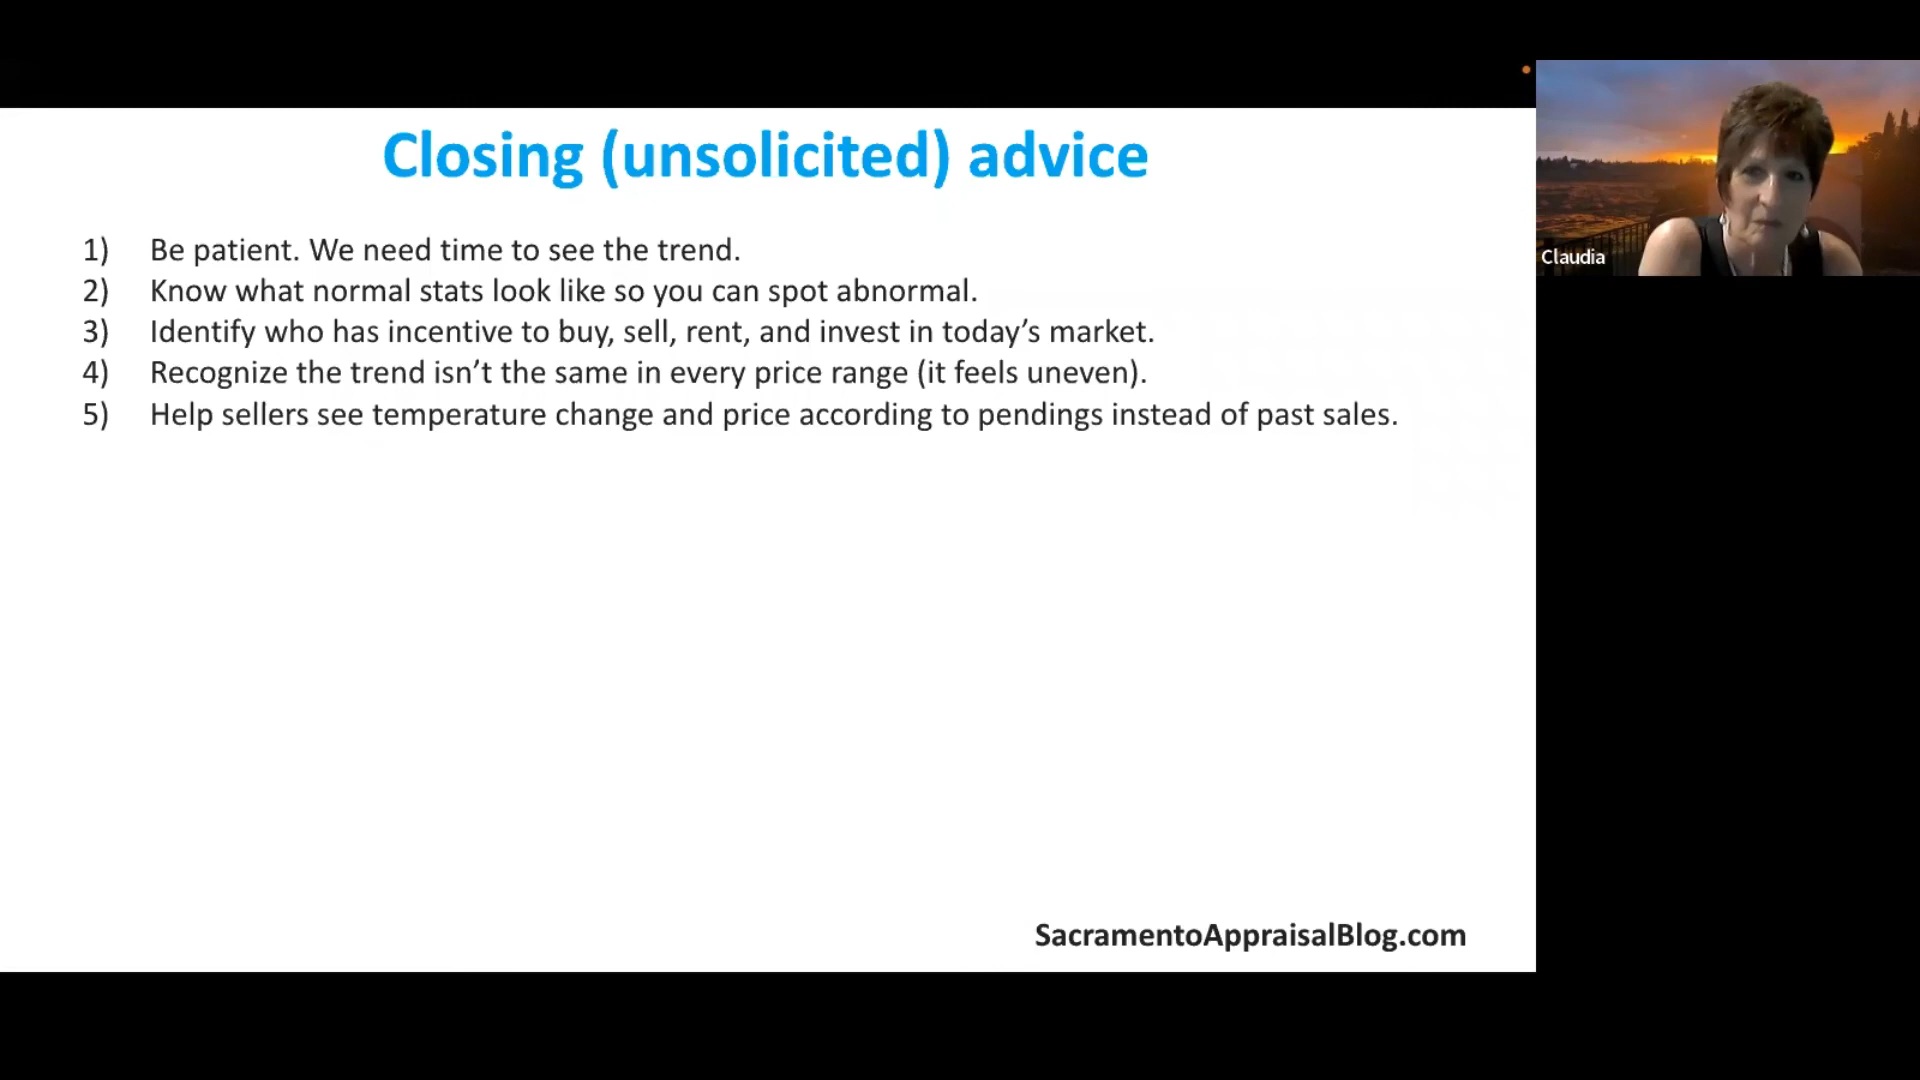 Closing (unsolicited) advice
1) Be patient. We need time to see the trend.
2) Know what normal stats look like so you can spot abnormal.
3) Identify who has incentive to buy, sell, rent, and invest in today’s market.
4) Recognize the trend isn’t the same in every price range (it feels uneven).
5) Help sellers see temperature change and price according to pendings instead of past sales.
SacramentoAppraisalBlog.com
Claudia